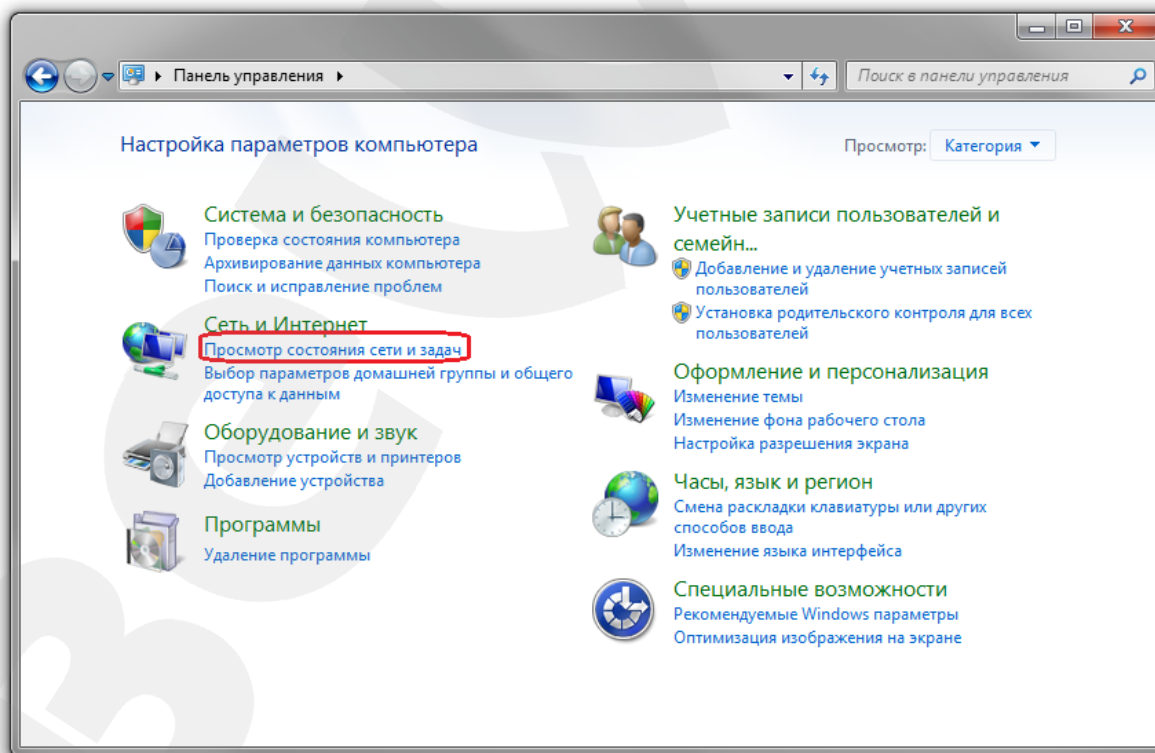 Панель управления
Поиск в панели управления
Настройка параметров компьютера
Просмотр: Категория
Система и безопасность
Проверка состояния компьютера
Архивирование данных компьютера
Поиск и исправление проблем
Сеть и Интернет
Просмотр состояния сети и задач
Выбор параметров домашней группы и общего
доступа к данным
Оборудование и звук
Просмотр устройств и принтеров
Добавление устройства
Программы
Удаление программы
Учетные записи пользователей и
семейн...
Добавление и удаление учетных записей
пользователей
Установка родительского контроля для всех
пользователей
Оформление и персонализация
Изменение темы
Изменение фона рабочего стола
Настройка разрешения экрана
Часы, язык и регион
Смена раскладки клавиатуры или других
способов ввода
Изменение языка интерфейса
Специальные возможности
Рекомендуемые Windows параметры
Оптимизация изображения на экране